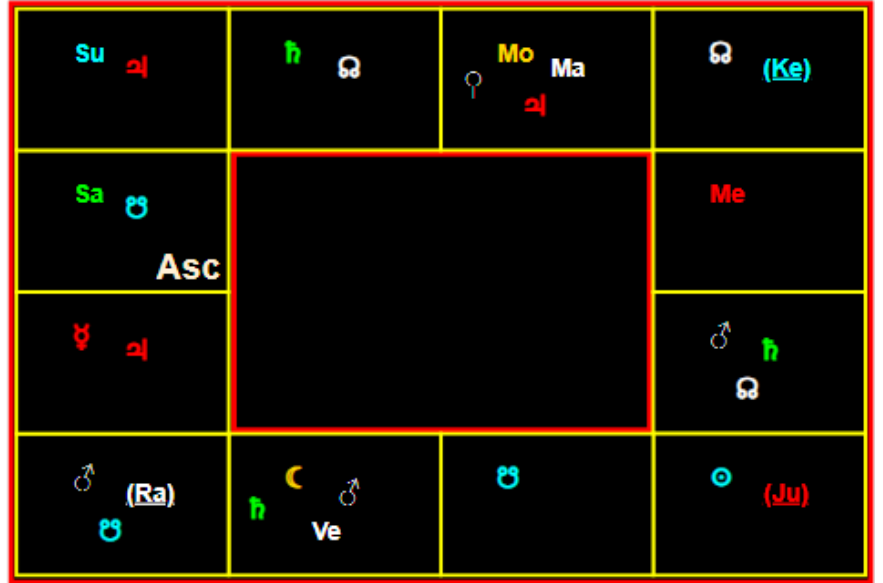 Su ♃
♄ ☊
⚲ Mo Ma
♃
☊ (Ke)
Sa ☋
Asc
Me
☿ ♃
♂ ♄
☊
♂ (Ra)
☋
☾ ♂
♄ Ve
☋
☉ (Ju)